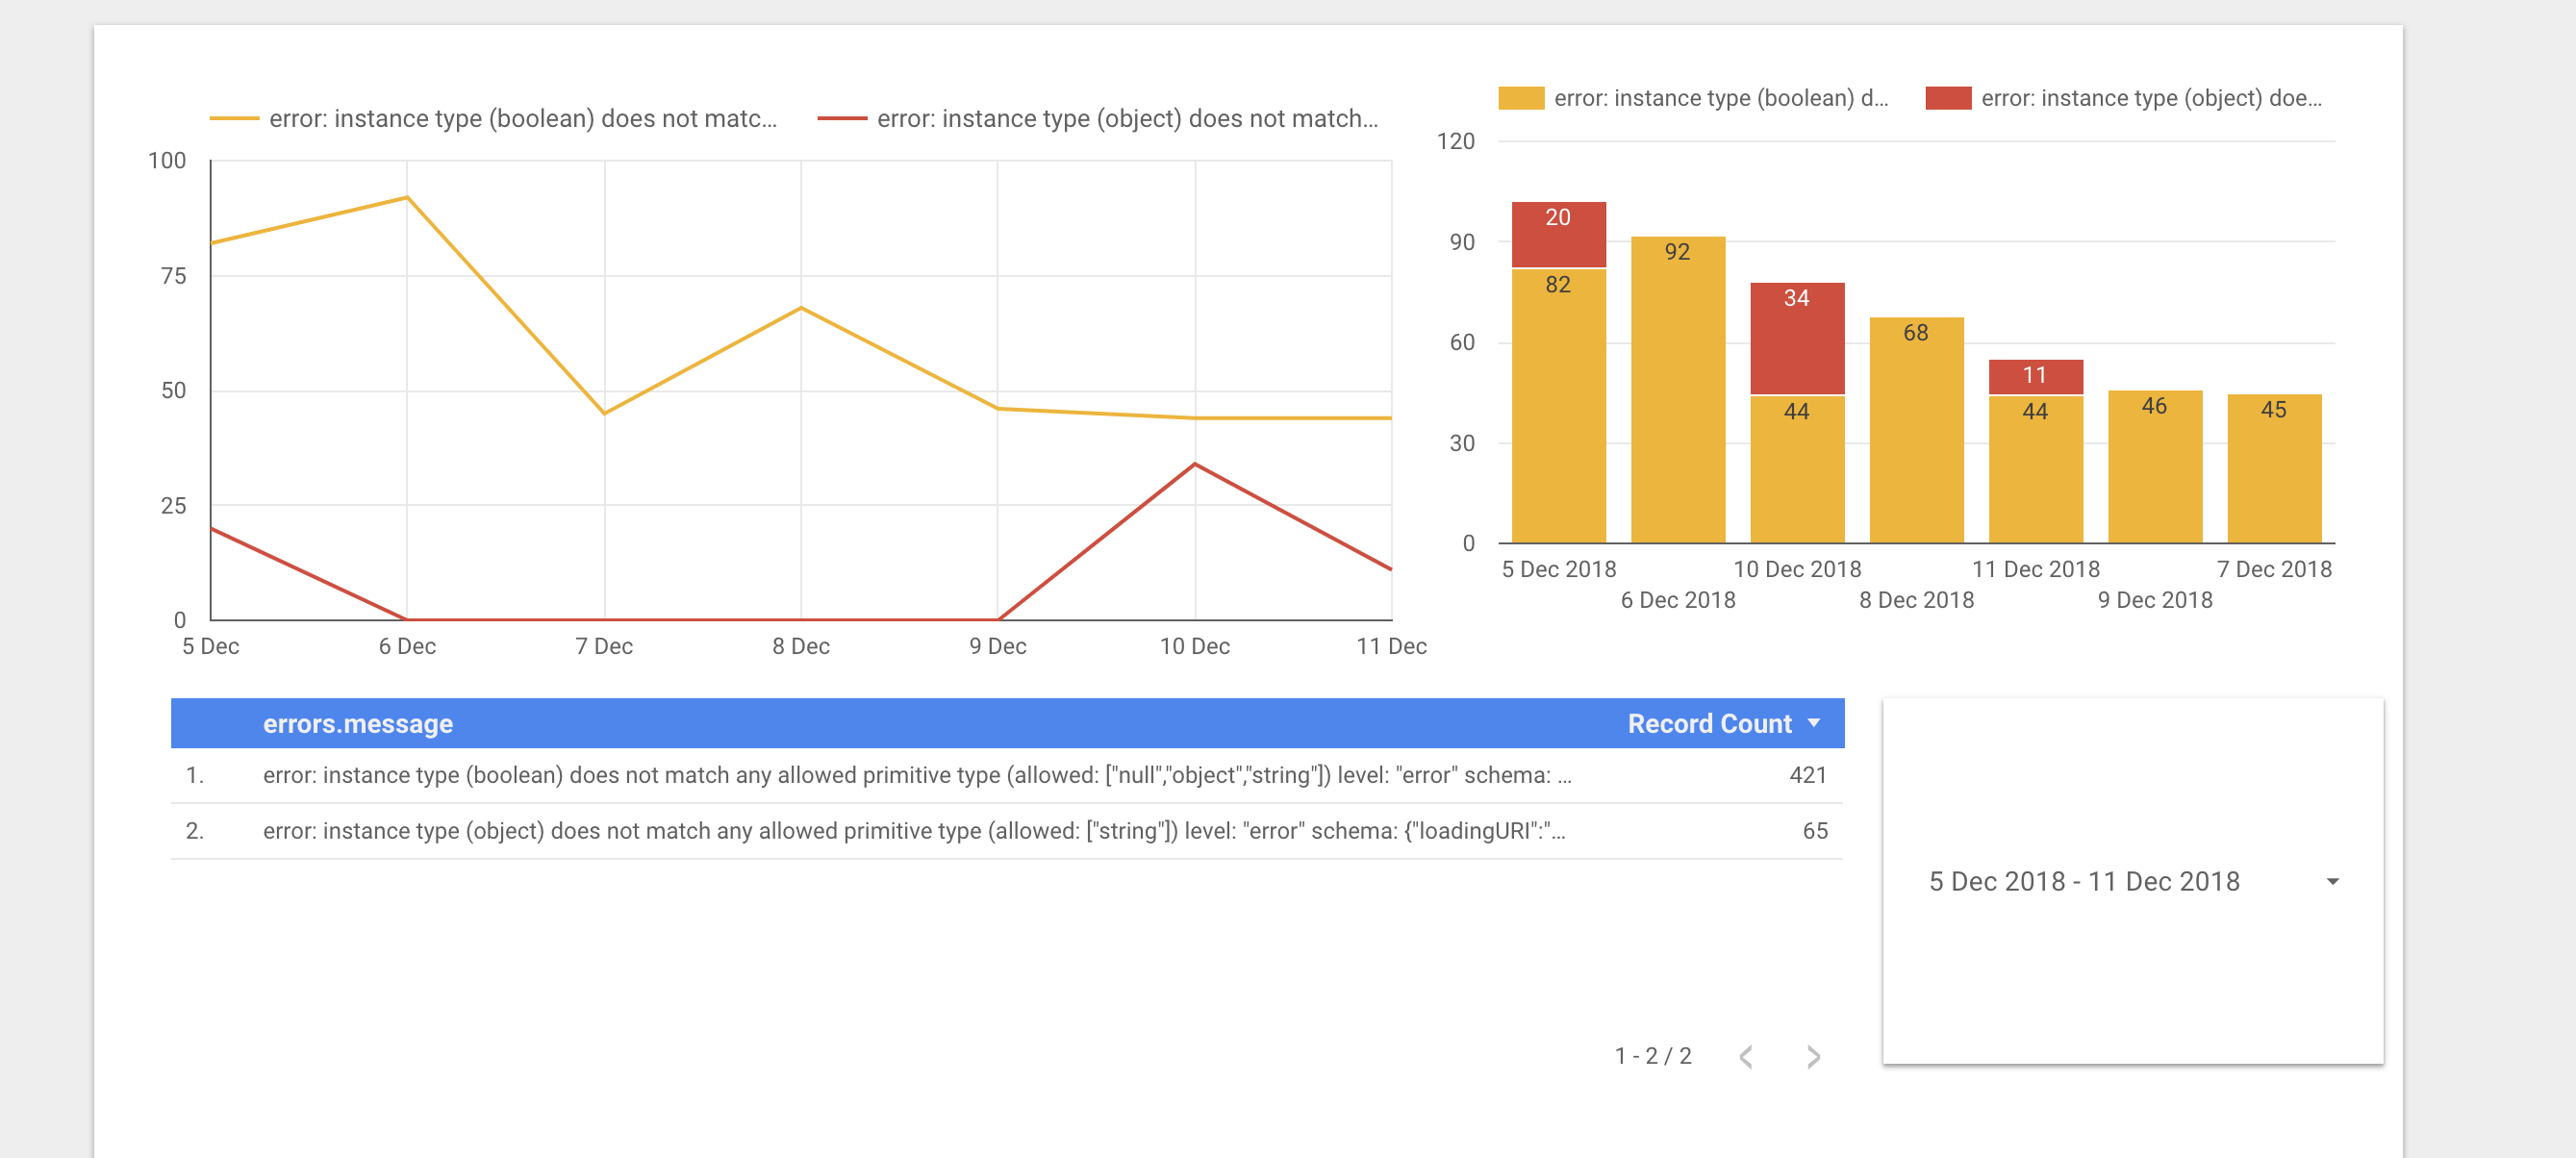 error: instance type (boolean) does not matc...
error: instance type (object) does not match...
100
75
50
25
0
5 Dec
6 Dec
7 Dec
8 Dec
9 Dec
10 Dec
11 Dec
error: instance type (boolean) d...
error: instance type (object) doe...
120
90
60
30
0
20
82
92
34
44
68
11
44
46
45
5 Dec 2018
6 Dec 2018
10 Dec 2018
8 Dec 2018
11 Dec 2018
9 Dec 2018
7 Dec 2018
errors.message Record Count
1. error: instance type (boolean) does not match any allowed primitive type (allowed: ["null","object","string"]) level: "error" schema: ... 421
2. error: instance type (object) does not match any allowed primitive type (allowed: ["string"]) level: "error" schema: {"loadingURI":"... 65
1 - 2 / 2
5 Dec 2018 - 11 Dec 2018